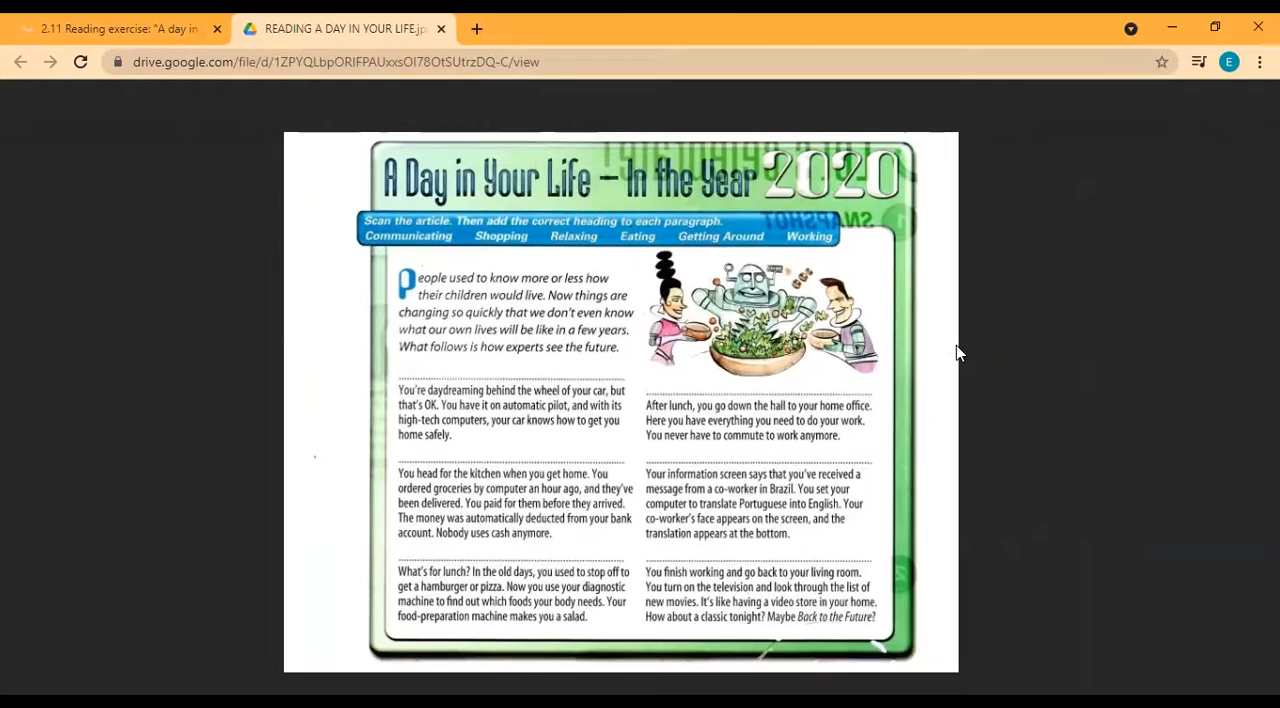 2.11 Reading exercise: "A day in
READING A DAY IN YOUR LIFE.jp
drive.google.com/file/d/1ZPYQLbpORIFPAUxxsOI78OtSUtrzDQ-C/view
E
A Day in Your Life – In the Year 2020
Scan the article. Then add the correct heading to each paragraph.
Communicating Shopping Relaxing Eating Getting Around Working
SNAPSHOT
People used to know more or less how
their children would live. Now things are
changing so quickly that we don't even know
what our own lives will be like in a few years.
What follows is how experts see the future.
You're daydreaming behind the wheel of your car, but
that's OK. You have it on automatic pilot, and with its
high-tech computers, your car knows how to get you
home safely.
You head for the kitchen when you get home. You
ordered groceries by computer an hour ago, and they've
been delivered. You paid for them before they arrived.
The money was automatically deducted from your bank
account. Nobody uses cash anymore.
What's for lunch? In the old days, you used to stop off to
get a hamburger or pizza. Now you use your diagnostic
machine to find out which foods your body needs. Your
food-preparation machine makes you a salad.
After lunch, you go down the hall to your home office.
Here you have everything you need to do your work.
You never have to commute to work anymore.
Your information screen says that you've received a
message from a co-worker in Brazil. You set your
computer to translate Portuguese into English. Your
co-worker's face appears on the screen, and the
translation appears at the bottom.
You finish working and go back to your living room.
You turn on the television and look through the list of
new movies. It's like having a video store in your home.
How about a classic tonight? Maybe Back to the Future?